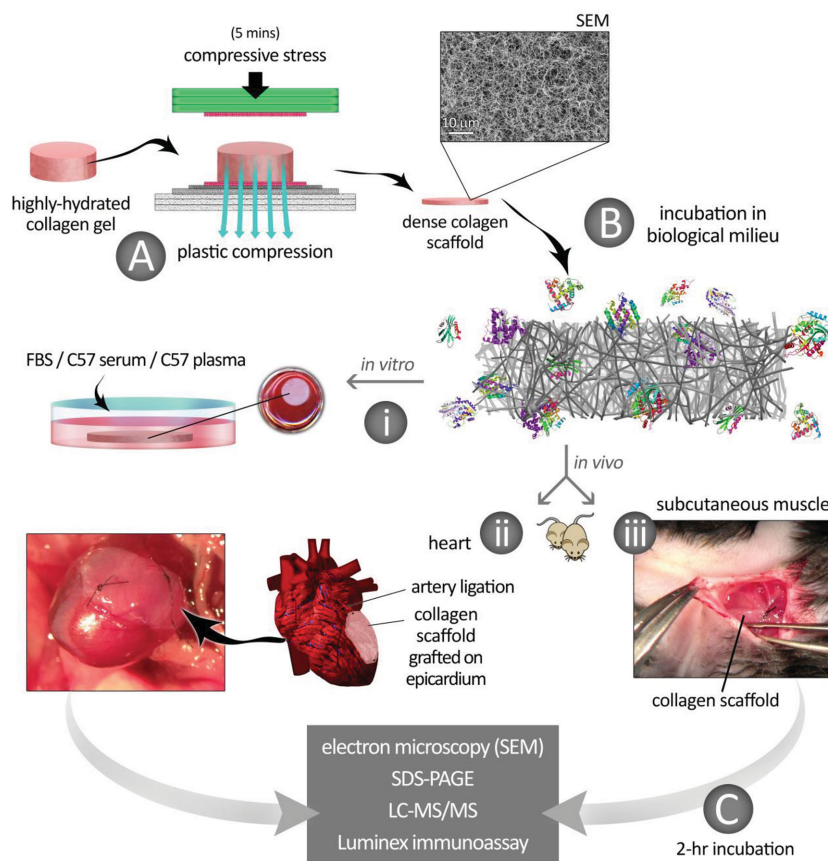 (5 mins)
compressive stress
SEM
10 µm
highly-hydrated
collagen gel
A
plastic compression
dense colagen
scaffold
B
incubation in
biological milieu
FBS / C57 serum / C57 plasma
in vitro
i
in vivo
ii
iii
heart
subcutaneous muscle
artery ligation
collagen
scaffold
grafted on
epicardium
collagen scaffold
electron microscopy (SEM)
SDS-PAGE
LC-MS/MS
Luminex immunoassay
C
2-hr incubation